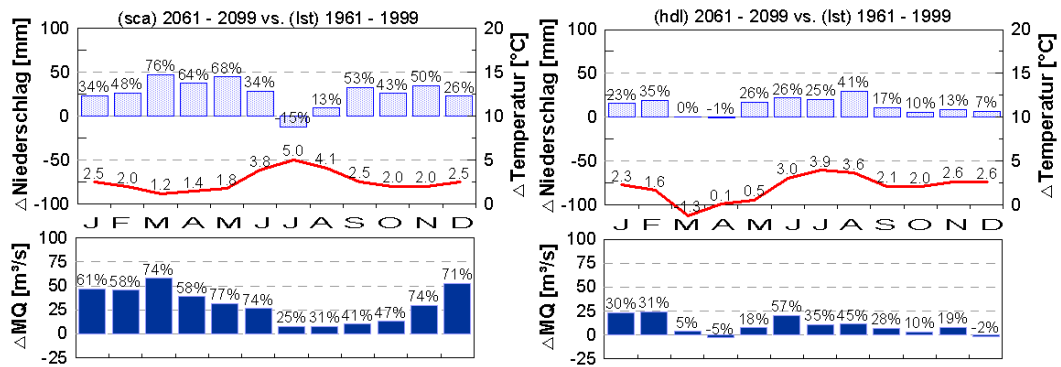 (sca) 2061 - 2099 vs. (Ist) 1961 - 1999
△ Niederschlag [mm]
100
50
0
-50
-100
34% 48% 76% 64% 68% 34% -15% 13% 53% 43% 50% 26%
2.5 2.0 1.2 1.4 1.8 3.8 5.0 4.1 2.5 2.0 2.0 2.5
20
15
10
5
0
△ Temperatur [°C]
J F M A M J J A S O N D
△MQ [m³/s]
100
75
50
25
0
-25
61% 58% 74% 58% 77% 74% 25% 31% 41% 47% 74% 71%
(hdl) 2061 - 2099 vs. (Ist) 1961 - 1999
△ Niederschlag [mm]
100
50
0
-50
-100
23% 35% 0% -1% 26% 26% 25% 41% 17% 10% 13% 7%
2.3 1.6 -1.3 0.1 0.5 3.0 3.9 3.6 2.1 2.0 2.6 2.6
20
15
10
5
0
△ Temperatur [°C]
J F M A M J J A S O N D
△MQ [m³/s]
100
75
50
25
0
-25
30% 31% 5% -5% 18% 57% 35% 45% 28% 10% 19% -2%